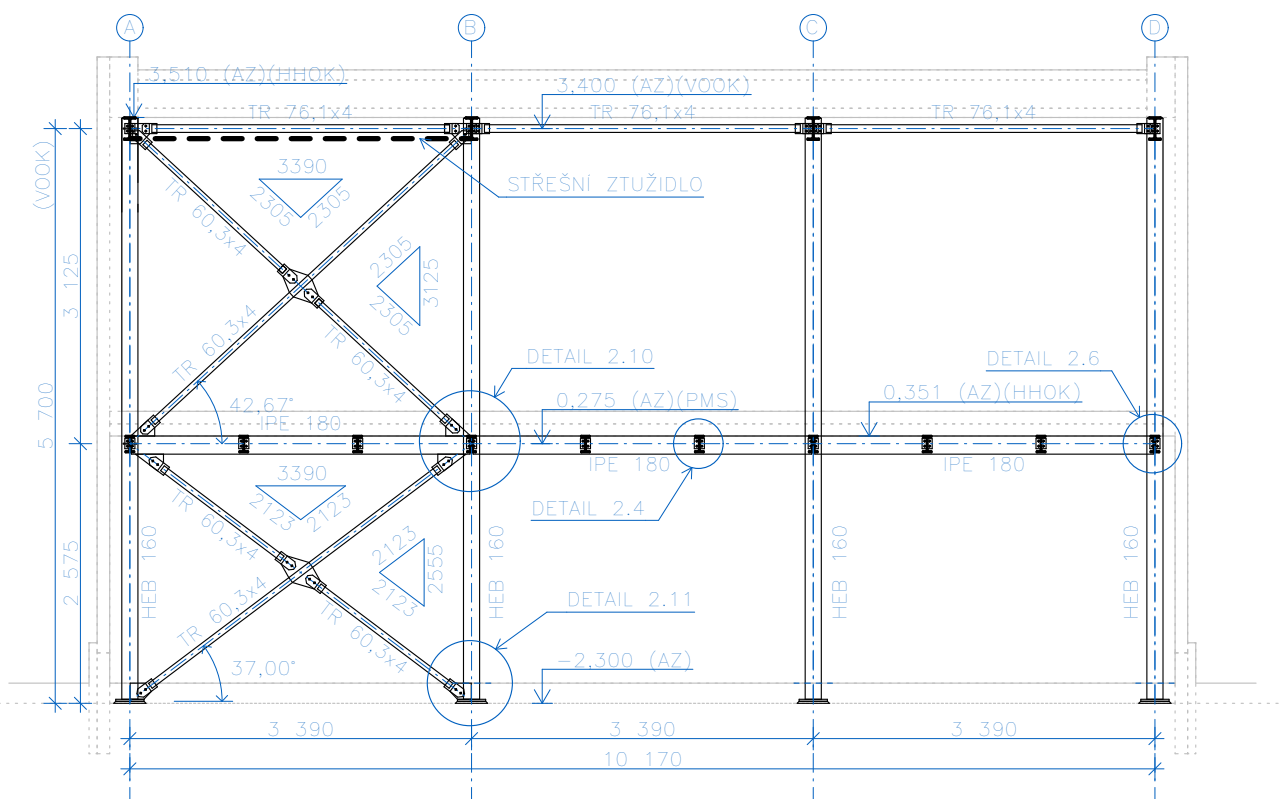 A
B
C
D
3,510 (AZ)(HHOK)
3,400 (AZ)(VOOK)
TR 76,1x4
TR 76,1x4
TR 76,1x4
(VOOK)
3390
2305
2305
STŘEŠNÍ ZTUŽIDLO
TR 60,3x4
3 125
2305
2305
3125
TR 60,3x4
TR 60,3x4
DETAIL 2.10
DETAIL 2.6
5 700
42,67°
IPE 180
0,275 (AZ)(PMS)
0,351 (AZ)(HHOK)
IPE 180
IPE 180
3390
2123
2123
DETAIL 2.4
TR 60,3x4
2 575
HEB 160
2123
2123
2555
HEB 160
HEB 160
HEB 160
TR 60,3x4
TR 60,3x4
DETAIL 2.11
37,00°
-2,300 (AZ)
3 390
3 390
3 390
10 170